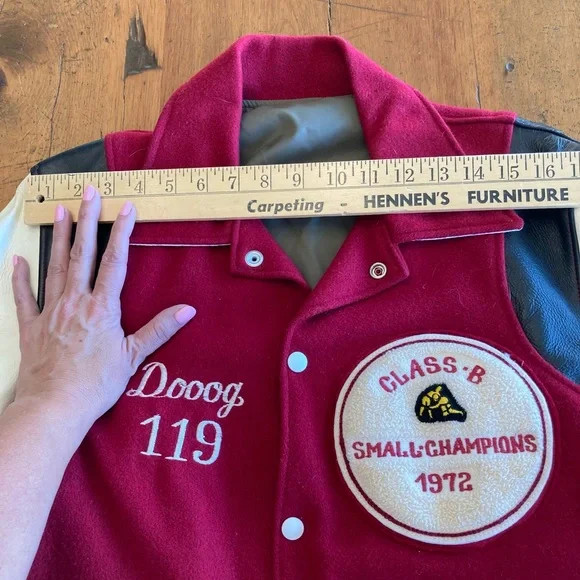 1 2 3 4 5 6 7 8 9 10 11 12 13 14 15 16 17
Carpeting - HENNEN'S FURNITURE
Dooog
119
CLASS·B
SMALL·CHAMPIONS
1972